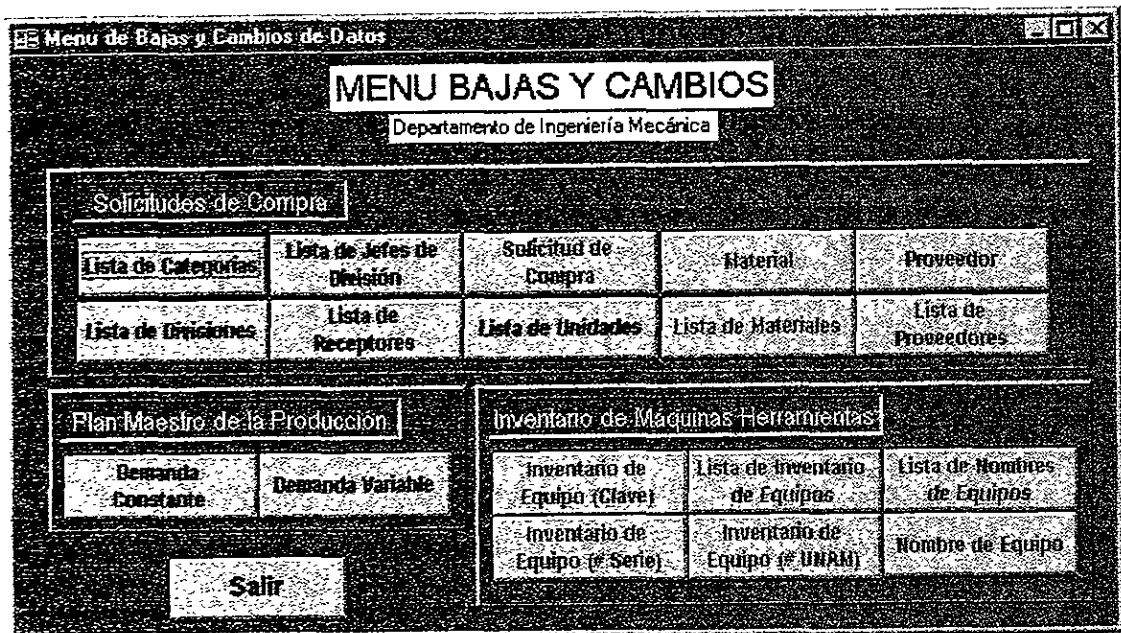 Menu de Bajas y Cambios de Datos
MENU BAJAS Y CAMBIOS
Departamento de Ingeniería Mecánica
Solicitudes de Compra
Lista de Categorías
Lista de Jefes de
División
Solicitud de
Compra
Material
Proveedor
Lista de Divisiones
Lista de
Receptores
Lista de Unidades
Lista de Materiales
Lista de
Proveedores
Plan Maestro de la Producción
Demanda
Constante
Demanda Variable
Inventario de Máquinas Herramientas
Inventario de
Equipo (Clave)
Lista de Inventario
de Equipos
Lista de Nombres
de Equipos
Inventario de
Equipo (# Serie)
Inventario de
Equipo (# UNAM)
Nombre de Equipo
Salir